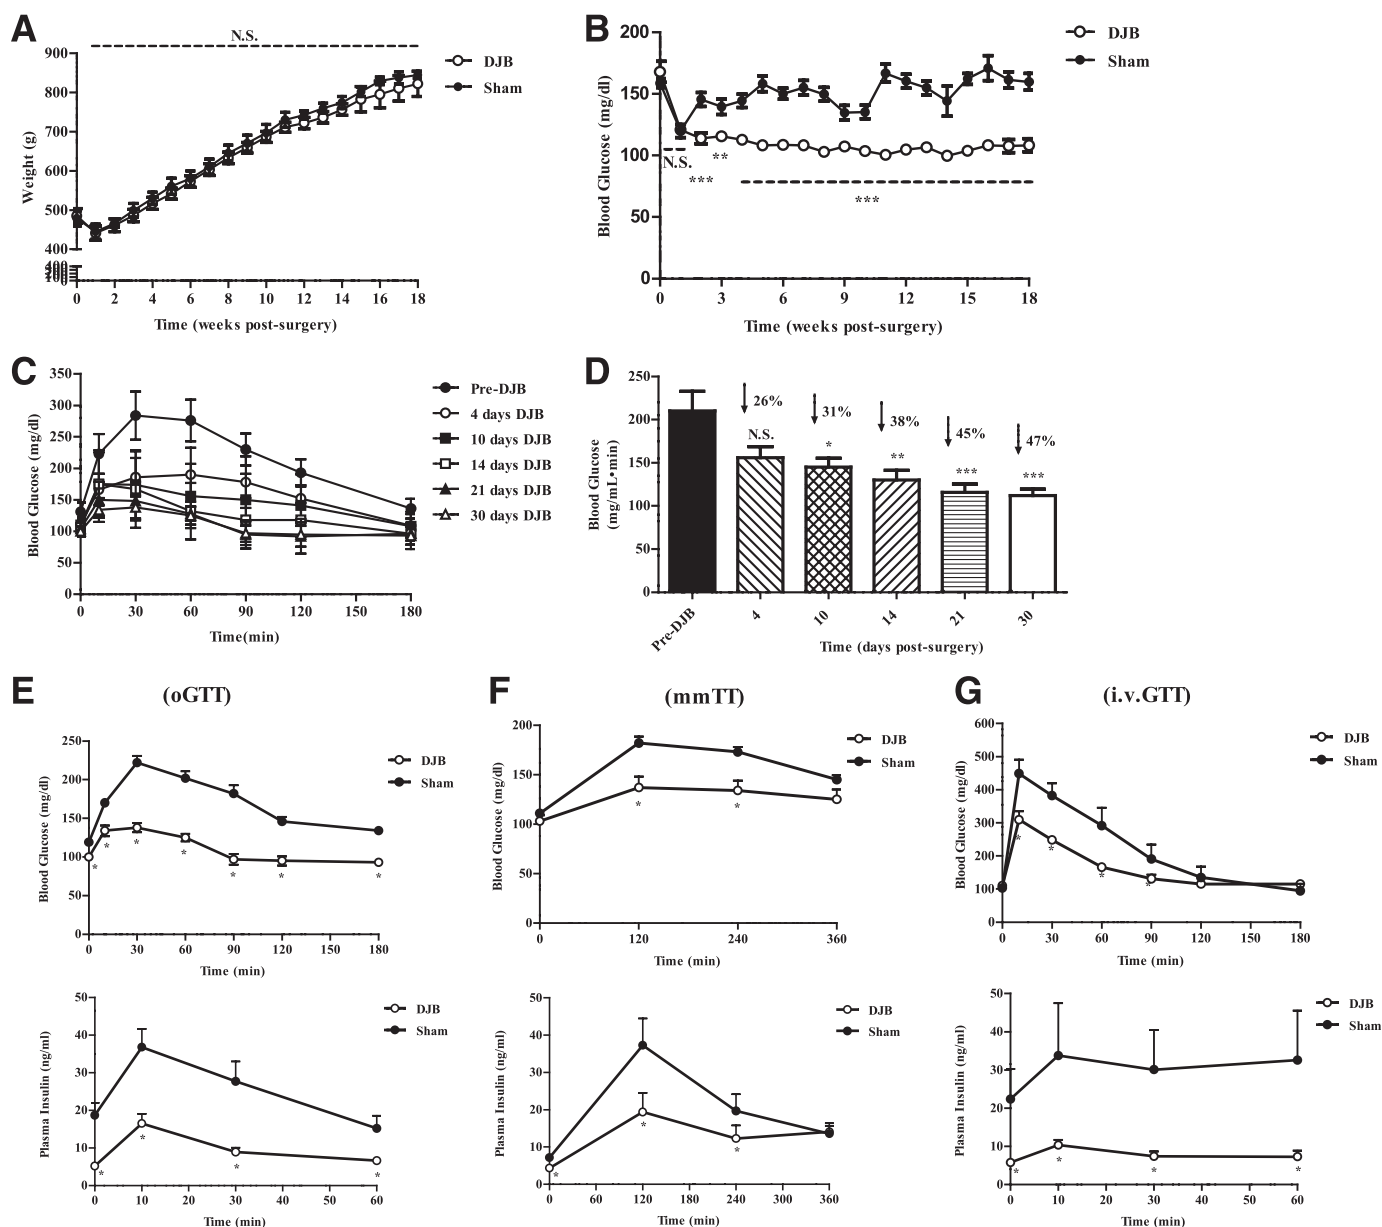 A
N.S.
900
800
700
600
500
400
400
300
200
100
0
Weight (g)
0 2 4 6 8 10 12 14 16 18
Time (weeks post-surgery)
DJB
Sham
B
200
150
100
50
0
Blood Glucose (mg/dl)
N.S.
**
***
***
0 3 6 9 12 15 18
Time (weeks post-surgery)
DJB
Sham
C
350
300
250
200
150
100
50
0
Blood Glucose (mg/dl)
0 30 60 90 120 150 180
Time(min)
Pre-DJB
4 days DJB
10 days DJB
14 days DJB
21 days DJB
30 days DJB
D
250
200
150
100
50
0
Blood Glucose
(mg/mL•min)
26%
31%
38%
45%
47%
N.S.
*
**
***
***
Pre-DJB 4 10 14 21 30
Time (days post-surgery)
E
(oGTT)
250
200
150
100
50
0
Blood Glucose (mg/dl)
* * * * * * *
0 30 60 90 120 150 180
Time (min)
DJB
Sham
50
40
30
20
10
0
Plasma Insulin (ng/ml)
* * * *
0 10 20 30 40 50 60
Time (min)
DJB
Sham
F
(mmTT)
200
150
100
50
0
Blood Glucose (mg/dl)
* *
0 120 240 360
Time (min)
DJB
Sham
50
40
30
20
10
0
Plasma Insulin (ng/ml)
* * *
0 60 120 180 240 300 360
Time (min)
DJB
Sham
G
(i.v.GTT)
600
500
400
300
200
100
0
Blood Glucose (mg/dl)
* * * *
0 30 60 90 120 150 180
Time (min)
DJB
Sham
50
40
30
20
10
0
Plasma Insulin (ng/ml)
* * * *
0 10 20 30 40 50 60
Time (min)
DJB
Sham